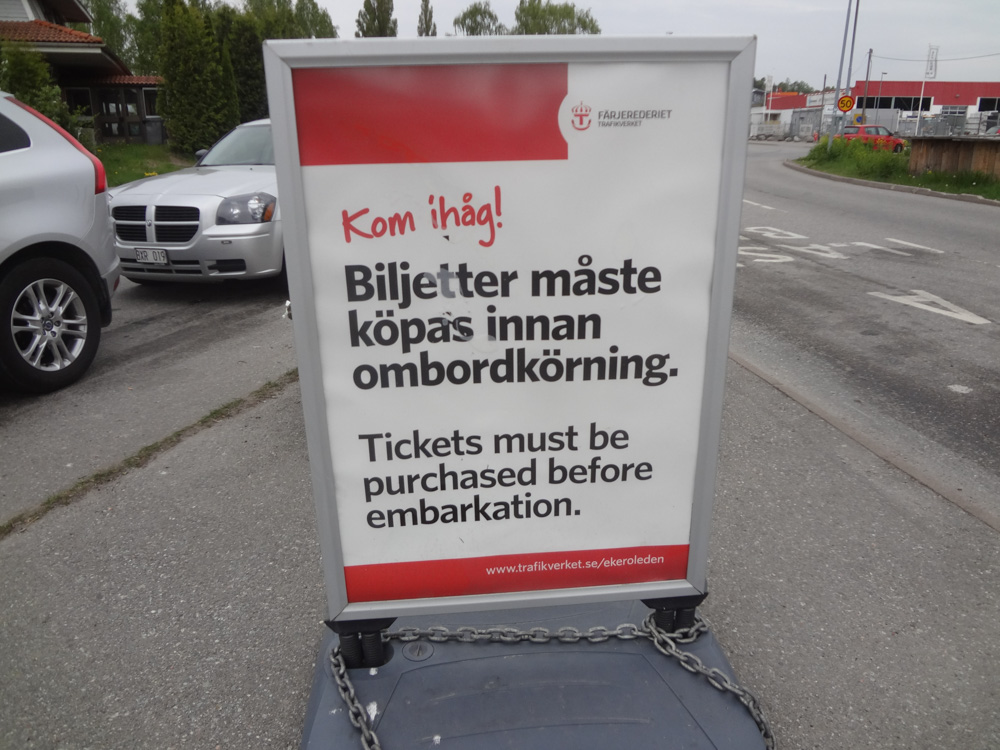 FÄRJEREDERIET
TRAFIKVERKET
Kom ihåg!
Biljetter måste
köpas innan
ombordkörning.
Tickets must be
purchased before
embarkation.
www.trafikverket.se/ekeroleden
50